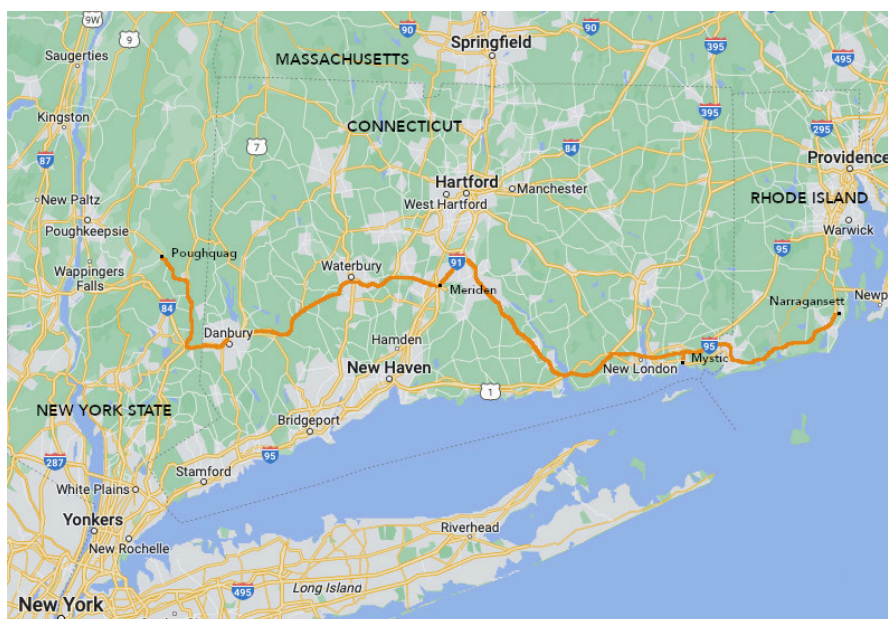 9W
90
90
Springfield
9
MASSACHUSETTS
395
495
Saugerties
Kingston
CONNECTICUT
395
295
7
84
87
Providence
Hartford
Manchester
West Hartford
New Paltz
RHODE ISLAND
Poughkeepsie
Warwick
Poughquag
95
Wappingers
Falls
Waterbury
91
Meriden
Narragansett
Newp
84
Danbury
Hamden
95
Mystic
New London
New Haven
1
NEW YORK STATE
Bridgeport
95
287
Stamford
White Plains
Yonkers
New Rochelle
Riverhead
Long Island
495
New York